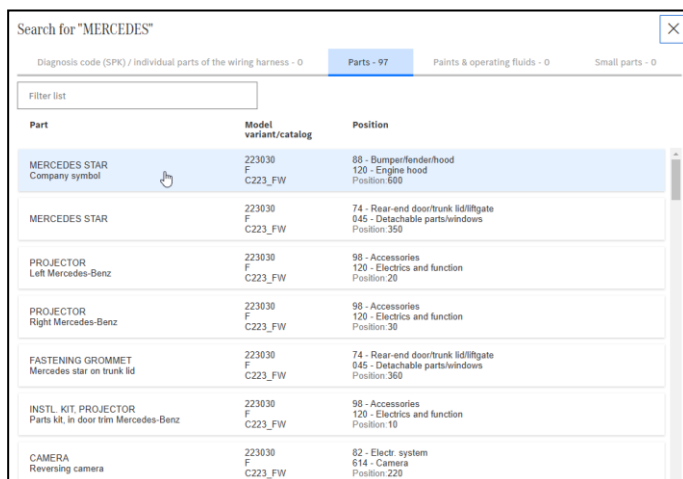 Search for "MERCEDES"
Diagnosis code (SPK) / individual parts of the wiring harness - 0
Parts - 97
Paints & operating fluids - 0
Small parts - 0
Filter list
Part
Model
variant/catalog
Position
MERCEDES STAR
Company symbol
223030
F
C223_FW
88 - Bumper/fender/hood
120 - Engine hood
Position:600
MERCEDES STAR
223030
F
C223_FW
74 - Rear-end door/trunk lid/liftgate
045 - Detachable parts/windows
Position:350
PROJECTOR
Left Mercedes-Benz
223030
F
C223_FW
98 - Accessories
120 - Electrics and function
Position:20
PROJECTOR
Right Mercedes-Benz
223030
F
C223_FW
98 - Accessories
120 - Electrics and function
Position:30
FASTENING GROMMET
Mercedes star on trunk lid
223030
F
C223_FW
74 - Rear-end door/trunk lid/liftgate
045 - Detachable parts/windows
Position:360
INSTL. KIT, PROJECTOR
Parts kit, in door trim Mercedes-Benz
223030
F
C223_FW
98 - Accessories
120 - Electrics and function
Position:10
CAMERA
Reversing camera
223030
F
C223_FW
82 - Electr. system
614 - Camera
Position:220